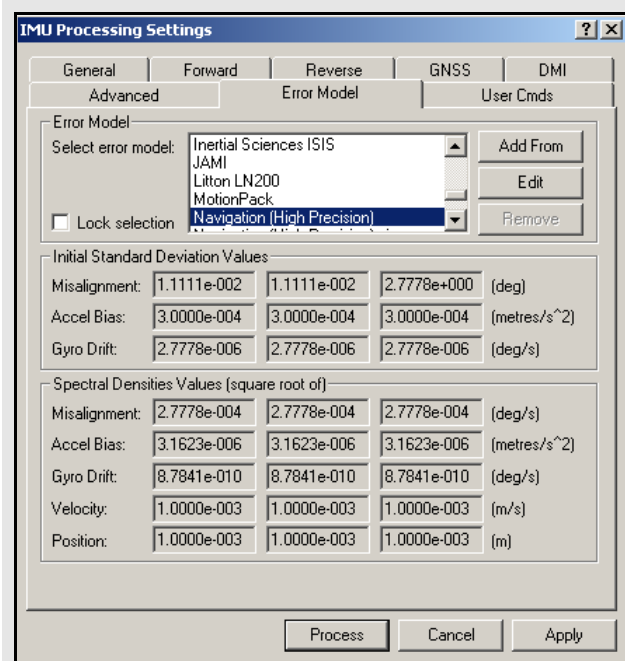 IMU Processing Settings
General Forward Reverse GNSS DMI
Advanced Error Model User Cmds
Error Model
Select error model:
Inertial Sciences ISIS
JAMI
Litton LN200
MotionPack
Navigation (High Precision)
Add From
Edit
Remove
Lock selection
Initial Standard Deviation Values
Misalignment: 1.1111e-002 1.1111e-002 2.7778e+000 (deg)
Accel Bias: 3.0000e-004 3.0000e-004 3.0000e-004 (metres/s^2)
Gyro Drift: 2.7778e-006 2.7778e-006 2.7778e-006 (deg/s)
Spectral Densities Values (square root of)
Misalignment: 2.7778e-004 2.7778e-004 2.7778e-004 (deg/s)
Accel Bias: 3.1623e-006 3.1623e-006 3.1623e-006 (metres/s^2)
Gyro Drift: 8.7841e-010 8.7841e-010 8.7841e-010 (deg/s)
Velocity: 1.0000e-003 1.0000e-003 1.0000e-003 (m/s)
Position: 1.0000e-003 1.0000e-003 1.0000e-003 (m)
Process Cancel Apply